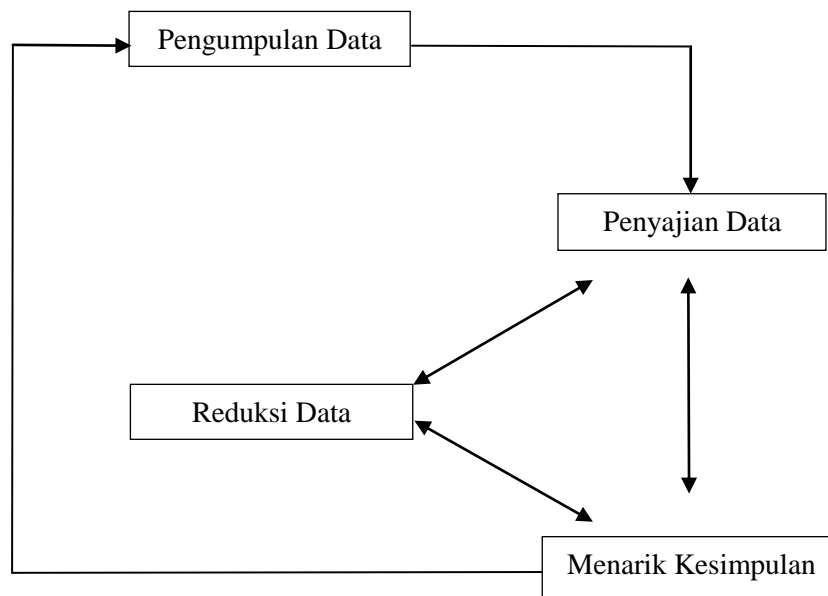 Pengumpulan Data
Penyajian Data
Reduksi Data
Menarik Kesimpulan